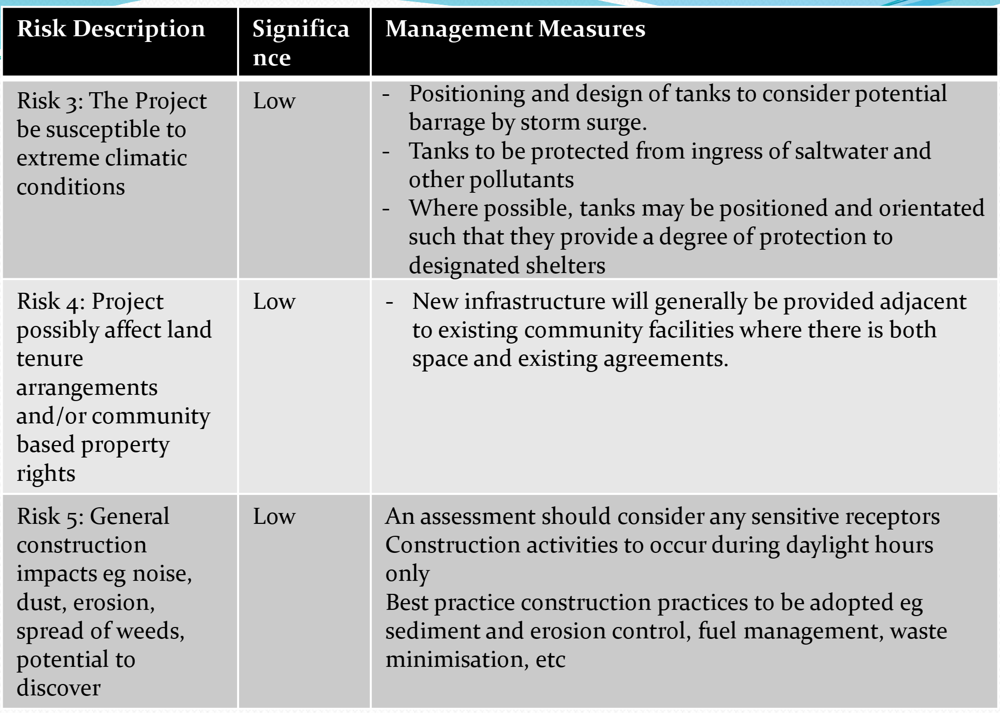 Risk Description
Significa
nce
Management Measures
Risk 3: The Project
be susceptible to
extreme climatic
conditions
Low
- Positioning and design of tanks to consider potential
barrage by storm surge.
- Tanks to be protected from ingress of saltwater and
other pollutants
- Where possible, tanks may be positioned and orientated
such that they provide a degree of protection to
designated shelters
Risk 4: Project
possibly affect land
tenure
arrangements
and/or community
based property
rights
Low
- New infrastructure will generally be provided adjacent
to existing community facilities where there is both
space and existing agreements.
Risk 5: General
construction
impacts eg noise,
dust, erosion,
spread of weeds,
potential to
discover
Low
An assessment should consider any sensitive receptors
Construction activities to occur during daylight hours
only
Best practice construction practices to be adopted eg
sediment and erosion control, fuel management, waste
minimisation, etc